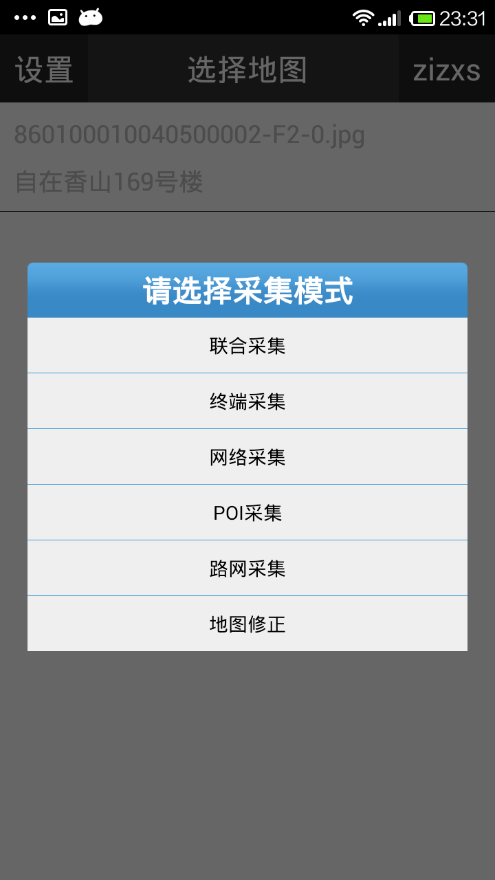 23:31
设置
选择地图
zizxs
860100010040500002-F2-0.jpg
自在香山169号楼
请选择采集模式
联合采集
终端采集
网络采集
POI采集
路网采集
地图修正